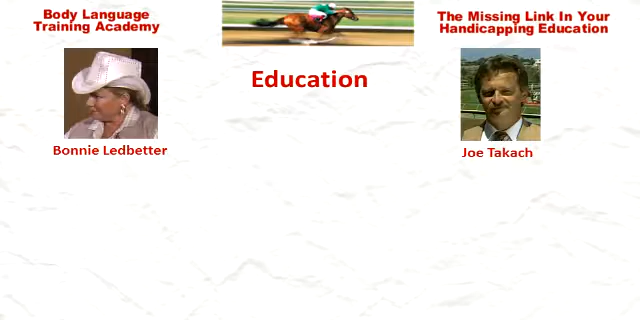 Body Language
Training Academy
The Missing Link In Your
Handicapping Education
Education
Bonnie Ledbetter
Joe Takach